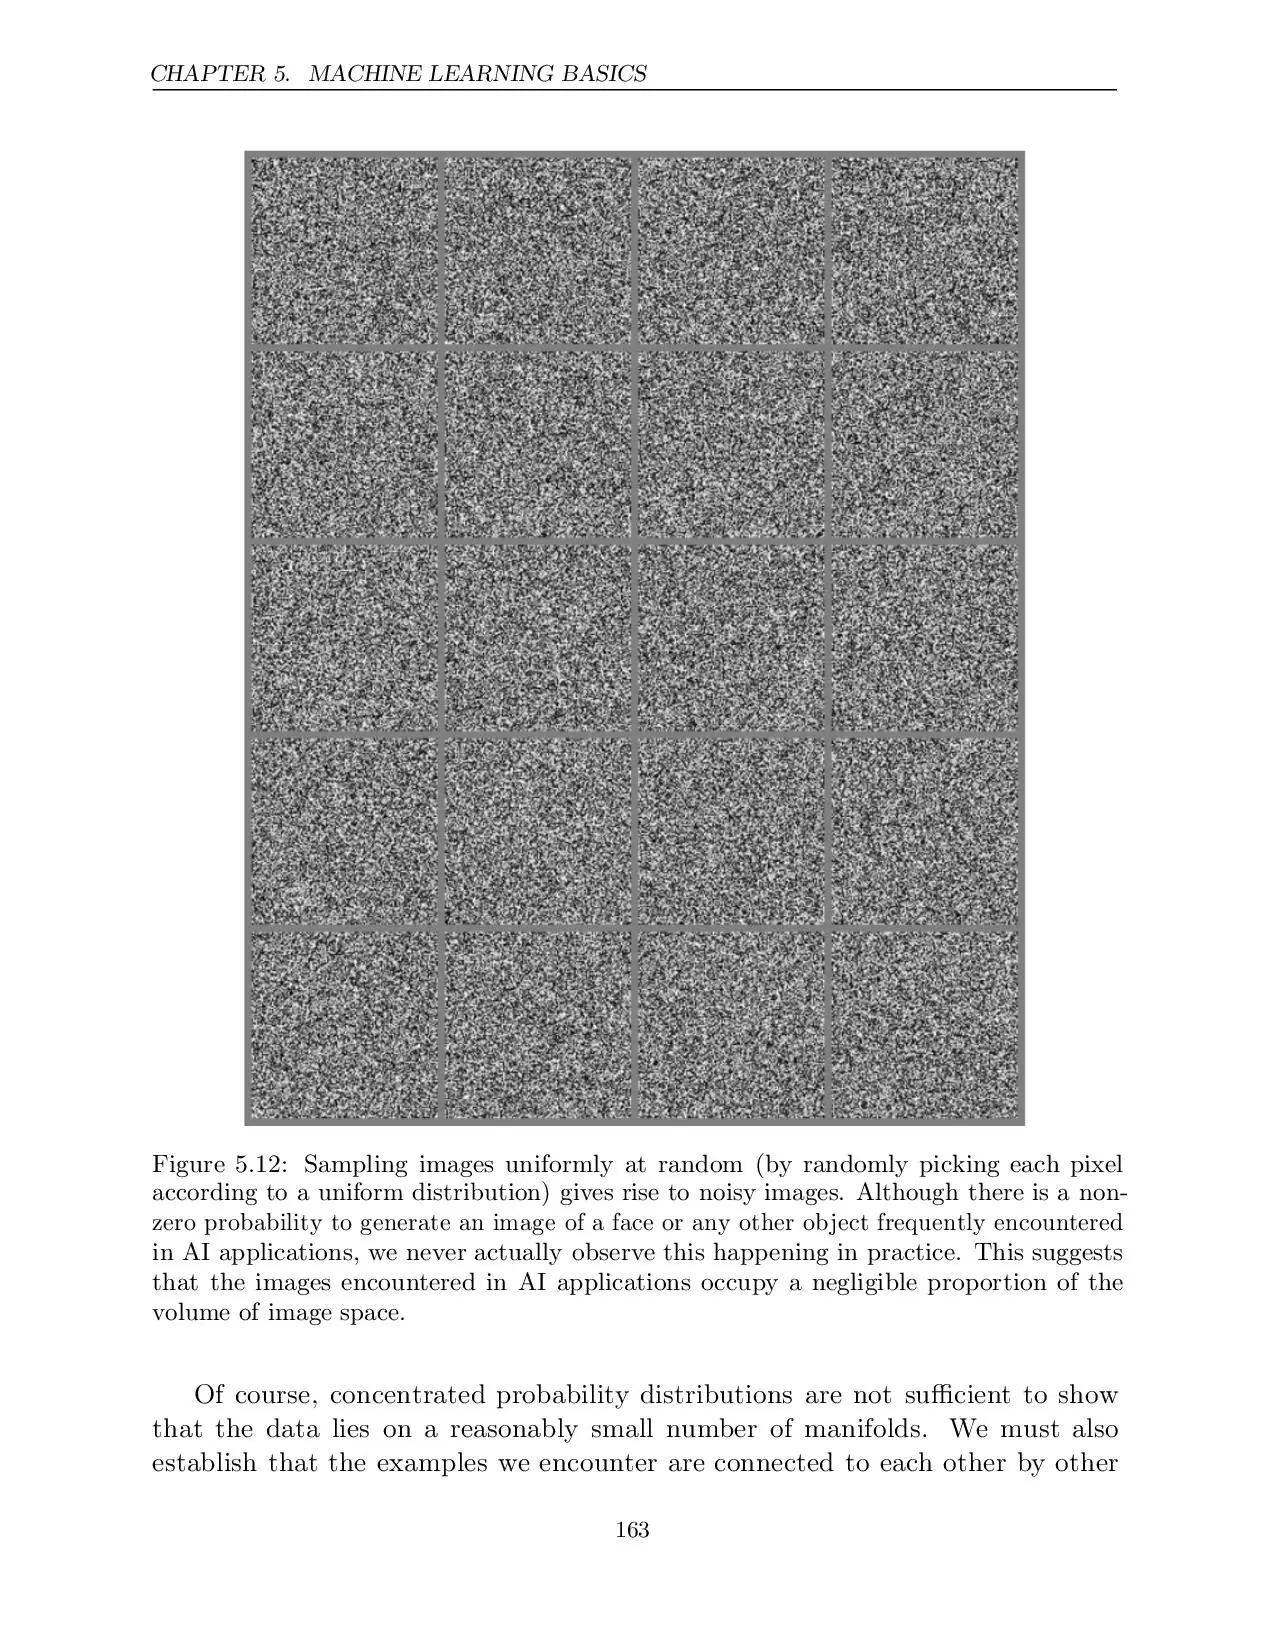 CHAPTER 5. MACHINE LEARNING BASICS
Figure 5.12: Sampling images uniformly at random (by randomly picking each pixel
according to a uniform distribution) gives rise to noisy images. Although there is a non-
zero probability to generate an image of a face or any other object frequently encountered
in AI applications, we never actually observe this happening in practice. This suggests
that the images encountered in AI applications occupy a negligible proportion of the
volume of image space.
Of course, concentrated probability distributions are not sufficient to show
that the data lies on a reasonably small number of manifolds. We must also
establish that the examples we encounter are connected to each other by other
163